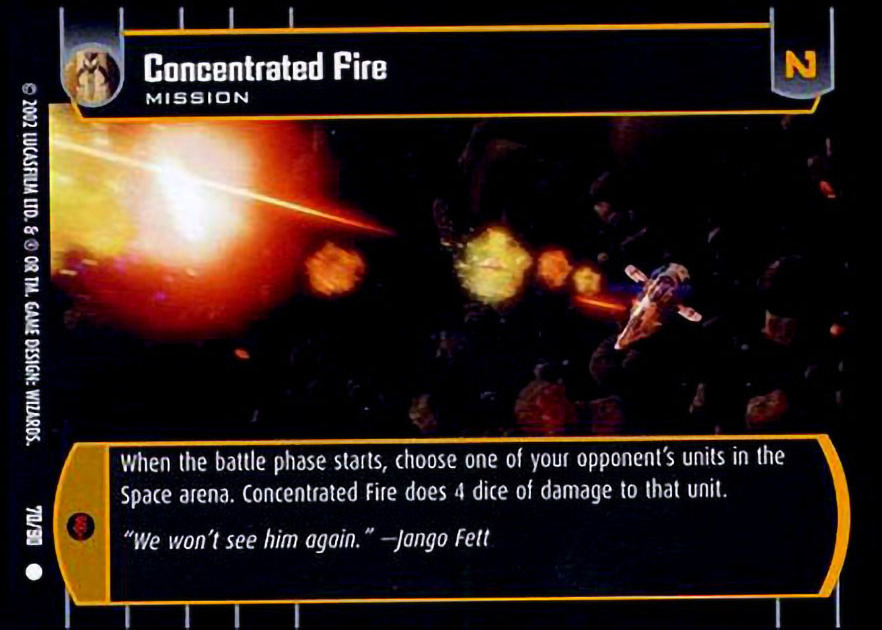 Concentrated Fire
MISSION
2
When the battle phase starts, choose one of your opponent's units in the
Space arena. Concentrated Fire does 4 dice of damage to that unit.
"We won't see him again." —Jango Fett
© 2002 LUCASFILM LTD. & ® OR TM. GAME DESIGN: WIZARDS.
70/90